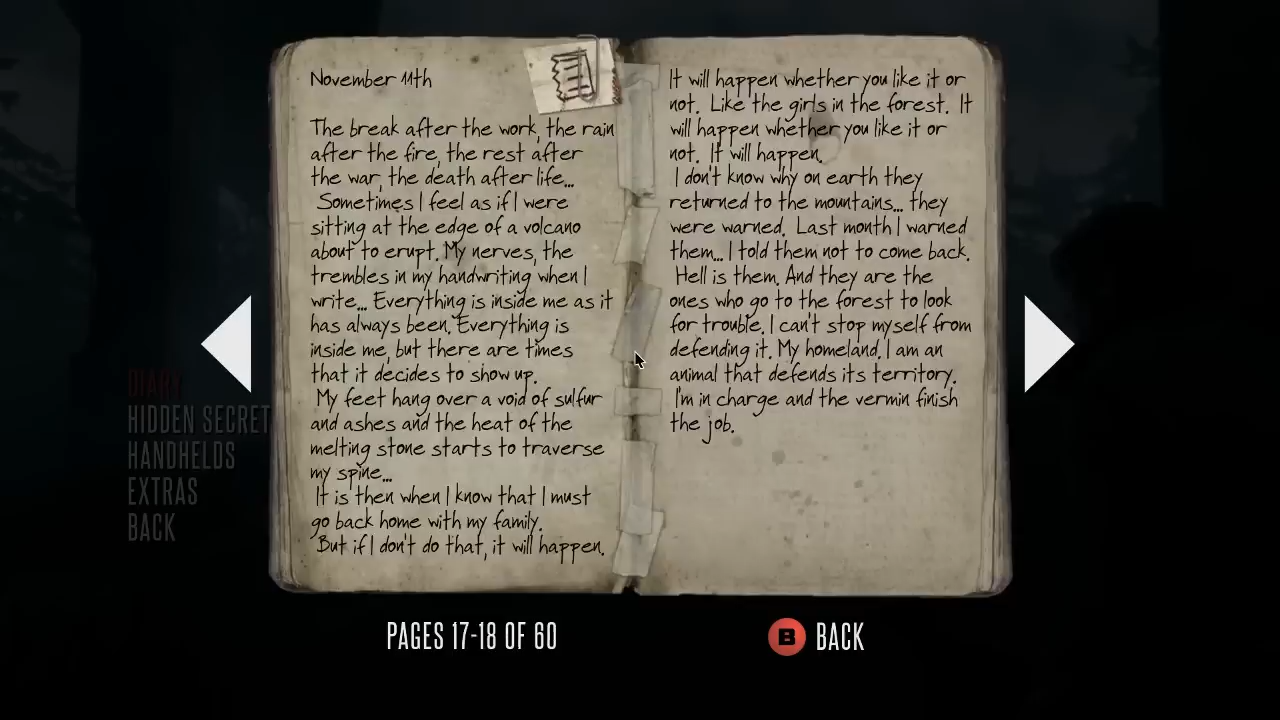 November 11th
The break after the work, the rain
after the fire, the rest after
the war, the death after life...
Sometimes I feel as if I were
sitting at the edge of a volcano
about to erupt. My nerves, the
trembles in my handwriting when I
write... Everything is inside me as it
has always been. Everything is
inside me, but there are times
that it decides to show up.
My feet hang over a void of sulfur
and ashes and the heat of the
melting stone starts to traverse
my spine...
It is then when I know that I must
go back home with my family.
But if I don't do that, it will happen.
It will happen whether you like it or
not. Like the girls in the forest. It
will happen whether you like it or
not. It will happen.
I don't know why on earth they
returned to the mountains... they
were warned. Last month I warned
them... I told them not to come back.
Hell is them. And they are the
ones who go to the forest to look
for trouble. I can't stop myself from
defending it. My homeland. I am an
animal that defends its territory.
I'm in charge and the vermin finish
the job.
DIARY
HIDDEN SECRET
HANDHELDS
EXTRAS
BACK
PAGES 17-18 OF 60
B BACK